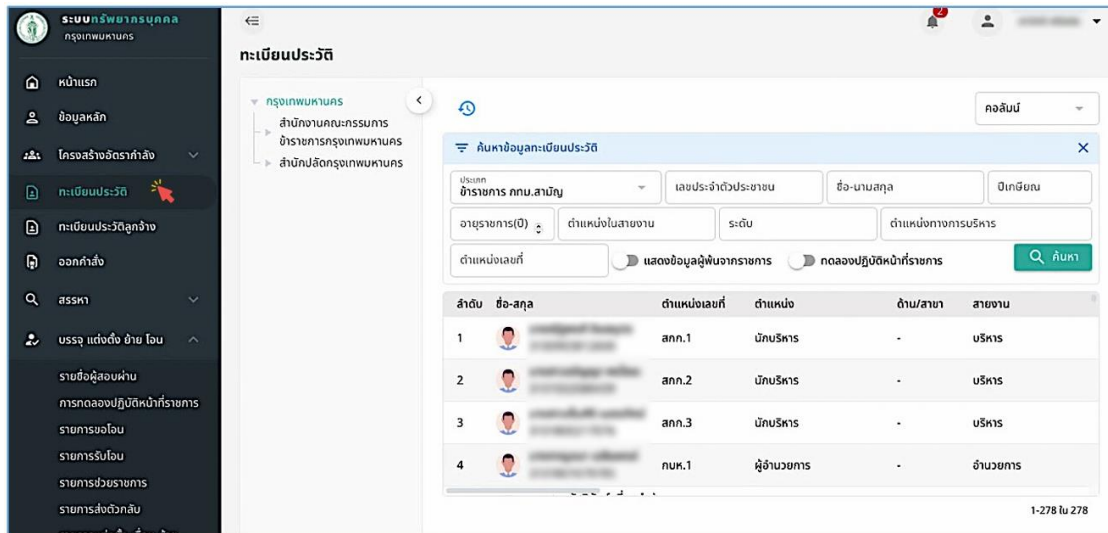 ระบบทรัพยากรบุคคล
กรุงเทพมหานคร
2
ทะเบียนประวัติ
หน้าแรก
ข้อมูลหลัก
โครงสร้างอัตรากำลัง
ทะเบียนประวัติ
ทะเบียนประวัติลูกจ้าง
ออกคำสั่ง
สรรหา
บรรจุ แต่งตั้ง ย้าย โอน
รายชื่อผู้สอบผ่าน
การทดลองปฏิบัติหน้าที่ราชการ
รายการขอโอน
รายการรับโอน
รายการช่วยราชการ
รายการส่งตัวกลับ
กรุงเทพมหานคร
สำนักงานคณะกรรมการ
ข้าราชการกรุงเทพมหานคร
สำนักปลัดกรุงเทพมหานคร
คอลัมน์
ค้นหาข้อมูลทะเบียนประวัติ
ประเภท
ข้าราชการ กทม.สามัญ เลขประจำตัวประชาชน ชื่อ-นามสกุล ปีเกษียณ
อายุราชการ(ปี) ตำแหน่งในสายงาน ระดับ ตำแหน่งทางการบริหาร
ตำแหน่งเลขที่ แสดงข้อมูลผู้พ้นจากราชการ ทดลองปฏิบัติหน้าที่ราชการ ค้นหา
ลำดับ ชื่อ-สกุล ตำแหน่งเลขที่ ตำแหน่ง ด้าน/สาขา สายงาน
1 สกก.1 นักบริหาร - บริหาร
2 สกก.2 นักบริหาร - บริหาร
3 สกก.3 นักบริหาร - บริหาร
4 กบห.1 ผู้อำนวยการ - อำนวยการ
1-278 ใน 278